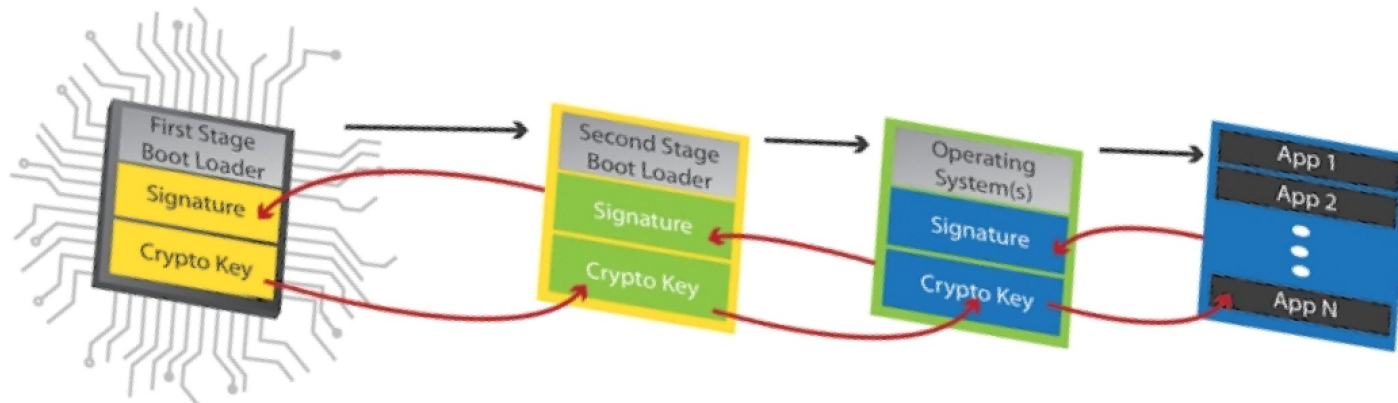 First Stage
Boot Loader
Signature
Crypto Key
Second Stage
Boot Loader
Signature
Crypto Key
Operating
System(s)
Signature
Crypto Key
App 1
App 2
App N